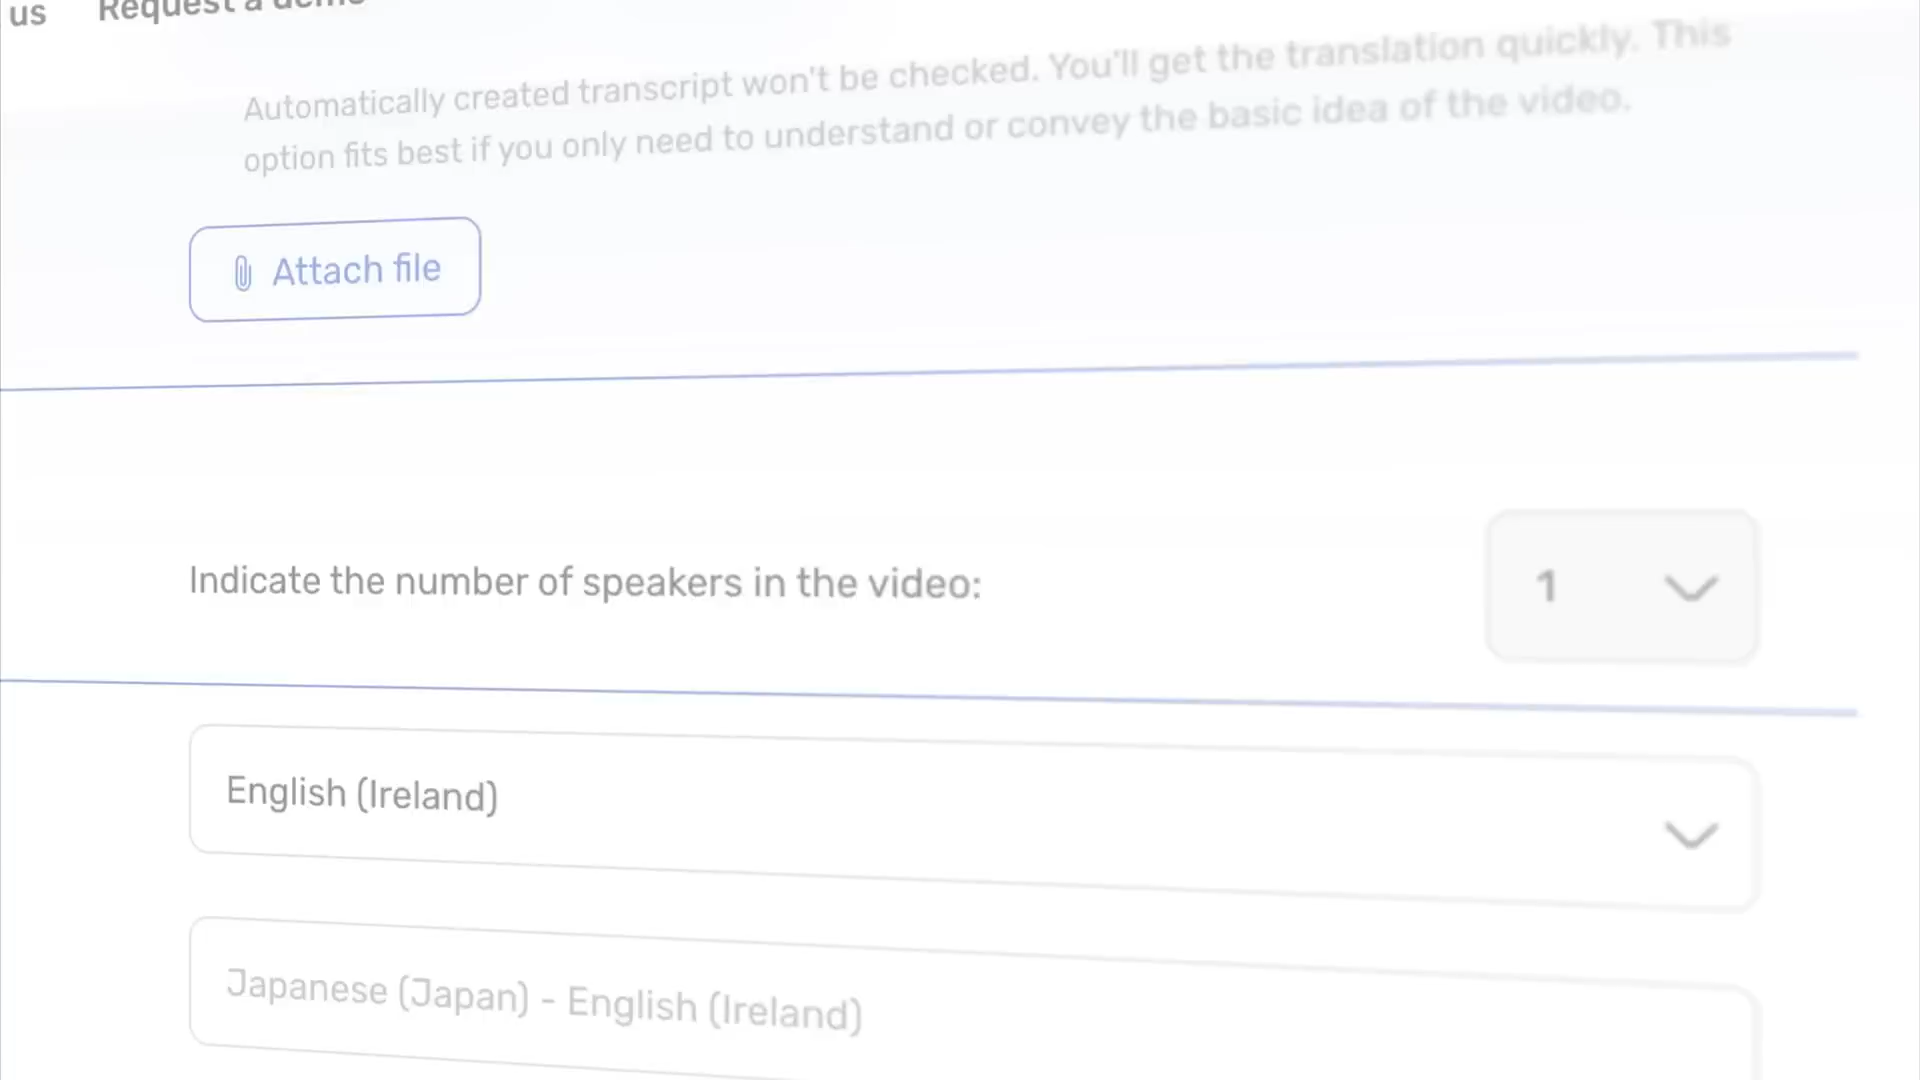 us Request a demo
Automatically created transcript won't be checked. You'll get the translation quickly. This
option fits best if you only need to understand or convey the basic idea of the video.
Attach file
Indicate the number of speakers in the video:
1
English (Ireland)
Japanese (Japan) - English (Ireland)